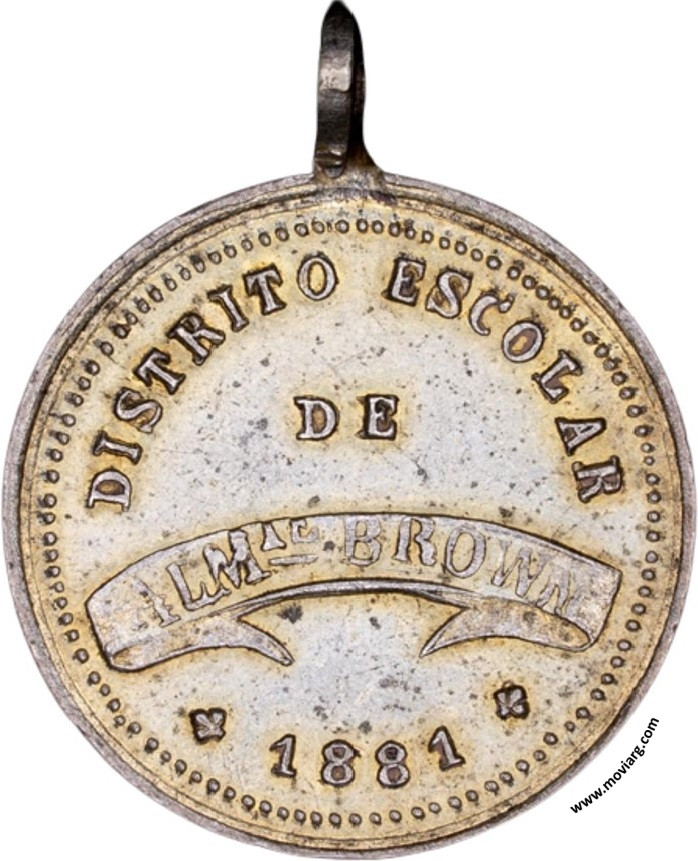 DISTRITO ESCOLAR
DE
ALMTE BROWN
1881
www.moviarg.com